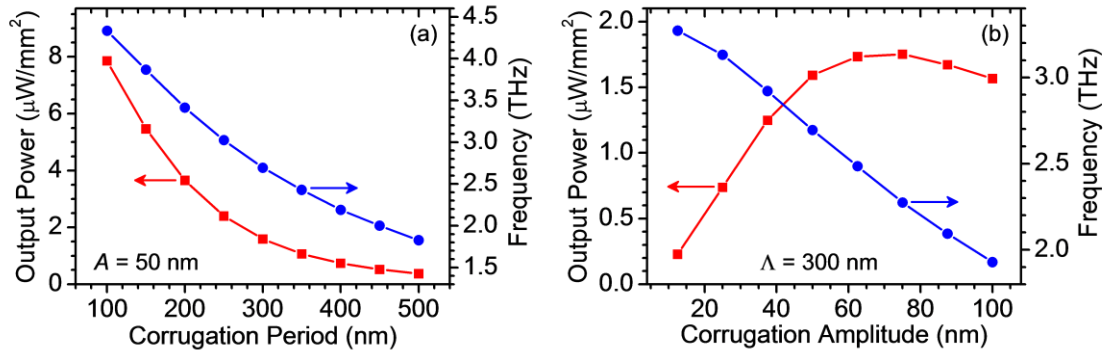 Output Power (μW/mm²)
8
6
4
2
0
(a)
A = 50 nm
4.5
4.0
3.5
3.0
2.5
2.0
1.5
Frequency (THz)
100 200 300 400 500
Corrugation Period (nm)
Output Power (μW/mm²)
2.0
1.5
1.0
0.5
0.0
(b)
Λ = 300 nm
3.0
2.5
2.0
Frequency (THz)
20 40 60 80 100
Corrugation Amplitude (nm)